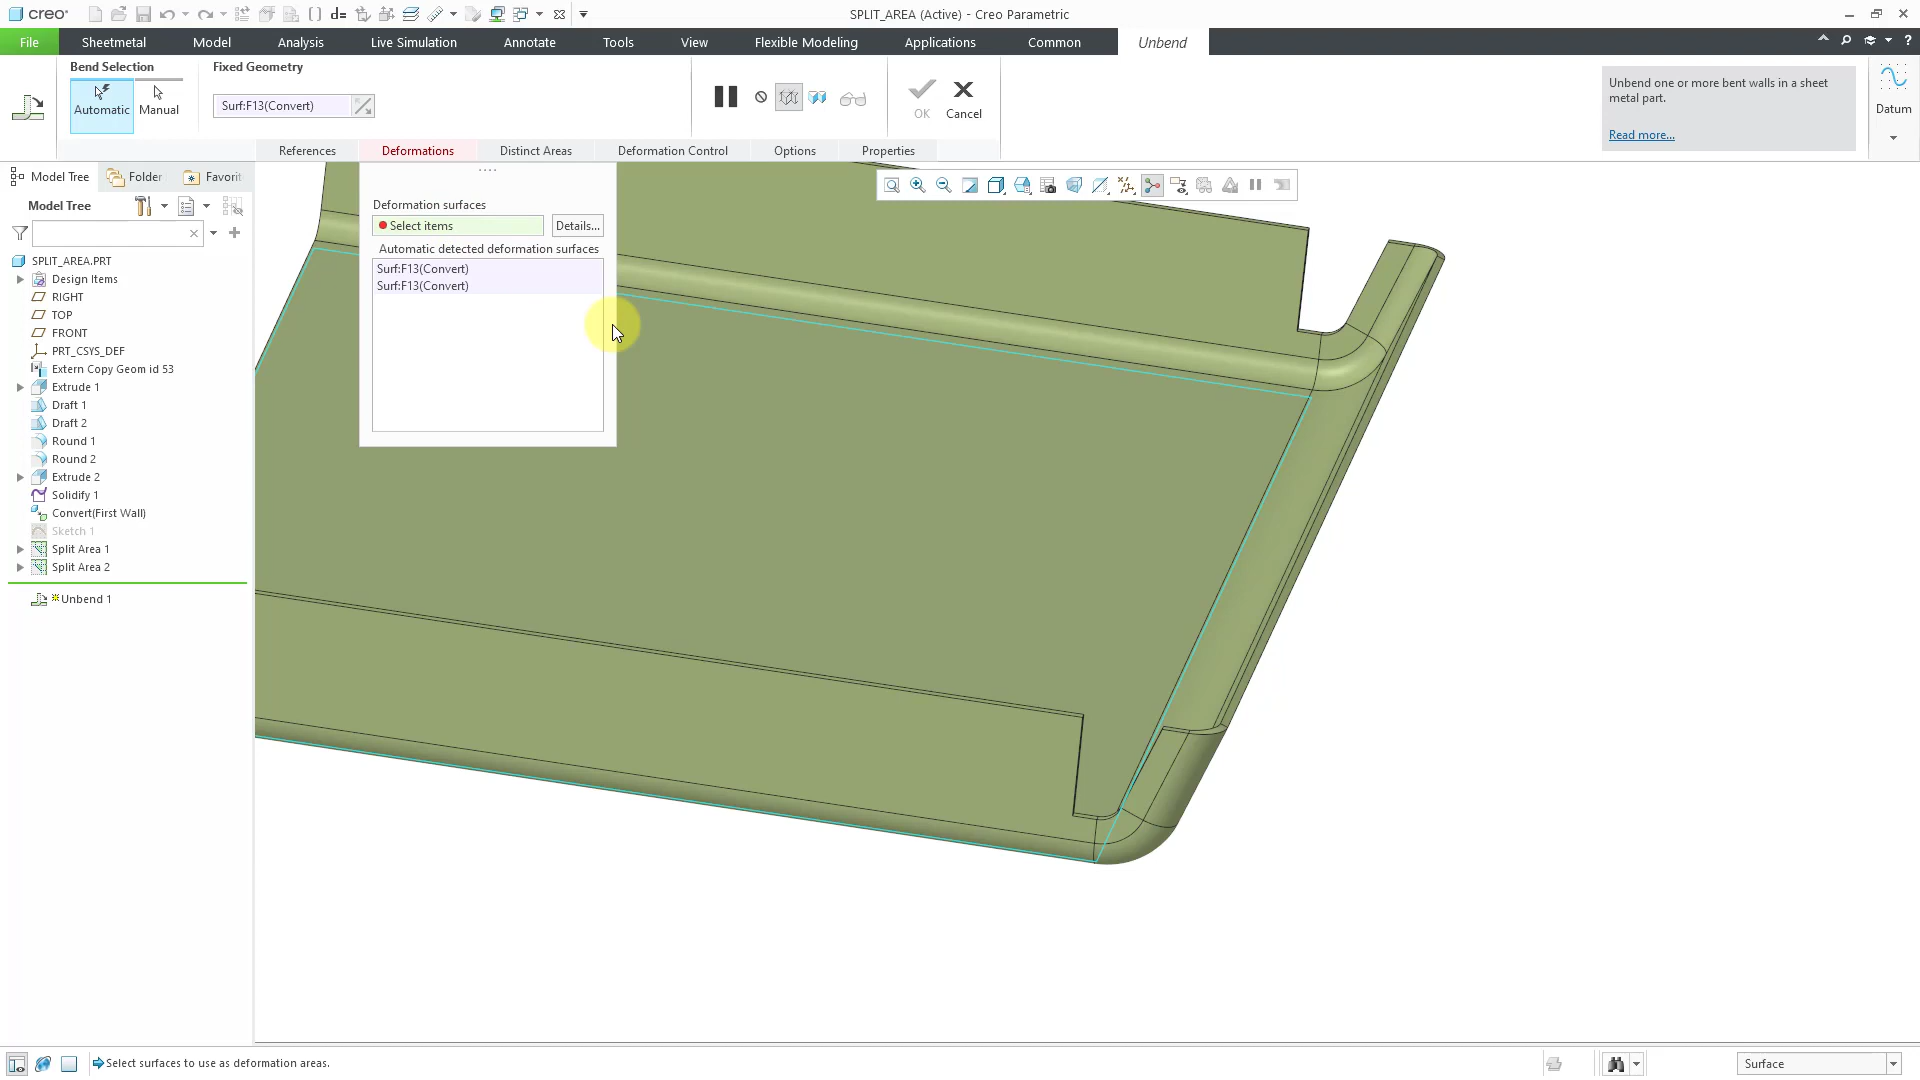 creo
d=
SPLIT_AREA (Active) - Creo Parametric
File
Sheetmetal
Model
Analysis
Live Simulation
Annotate
Tools
View
Flexible Modeling
Applications
Common
Unbend
?
Bend Selection
Automatic
Manual
Fixed Geometry
Surf:F13(Convert)
OK
Cancel
Unbend one or more bent walls in a sheet
metal part.
Read more...
Datum
References
Deformations
Distinct Areas
Deformation Control
Options
Properties
Model Tree
Folder
Favorit
Model Tree
SPLIT_AREA.PRT
Design Items
RIGHT
TOP
FRONT
PRT_CSYS_DEF
Extern Copy Geom id 53
Extrude 1
Draft 1
Draft 2
Round 1
Round 2
Extrude 2
Solidify 1
Convert(First Wall)
Sketch 1
Split Area 1
Split Area 2
Unbend 1
Deformation surfaces
Select items
Details...
Automatic detected deformation surfaces
Surf:F13(Convert)
Surf:F13(Convert)
Select surfaces to use as deformation areas.
Surface